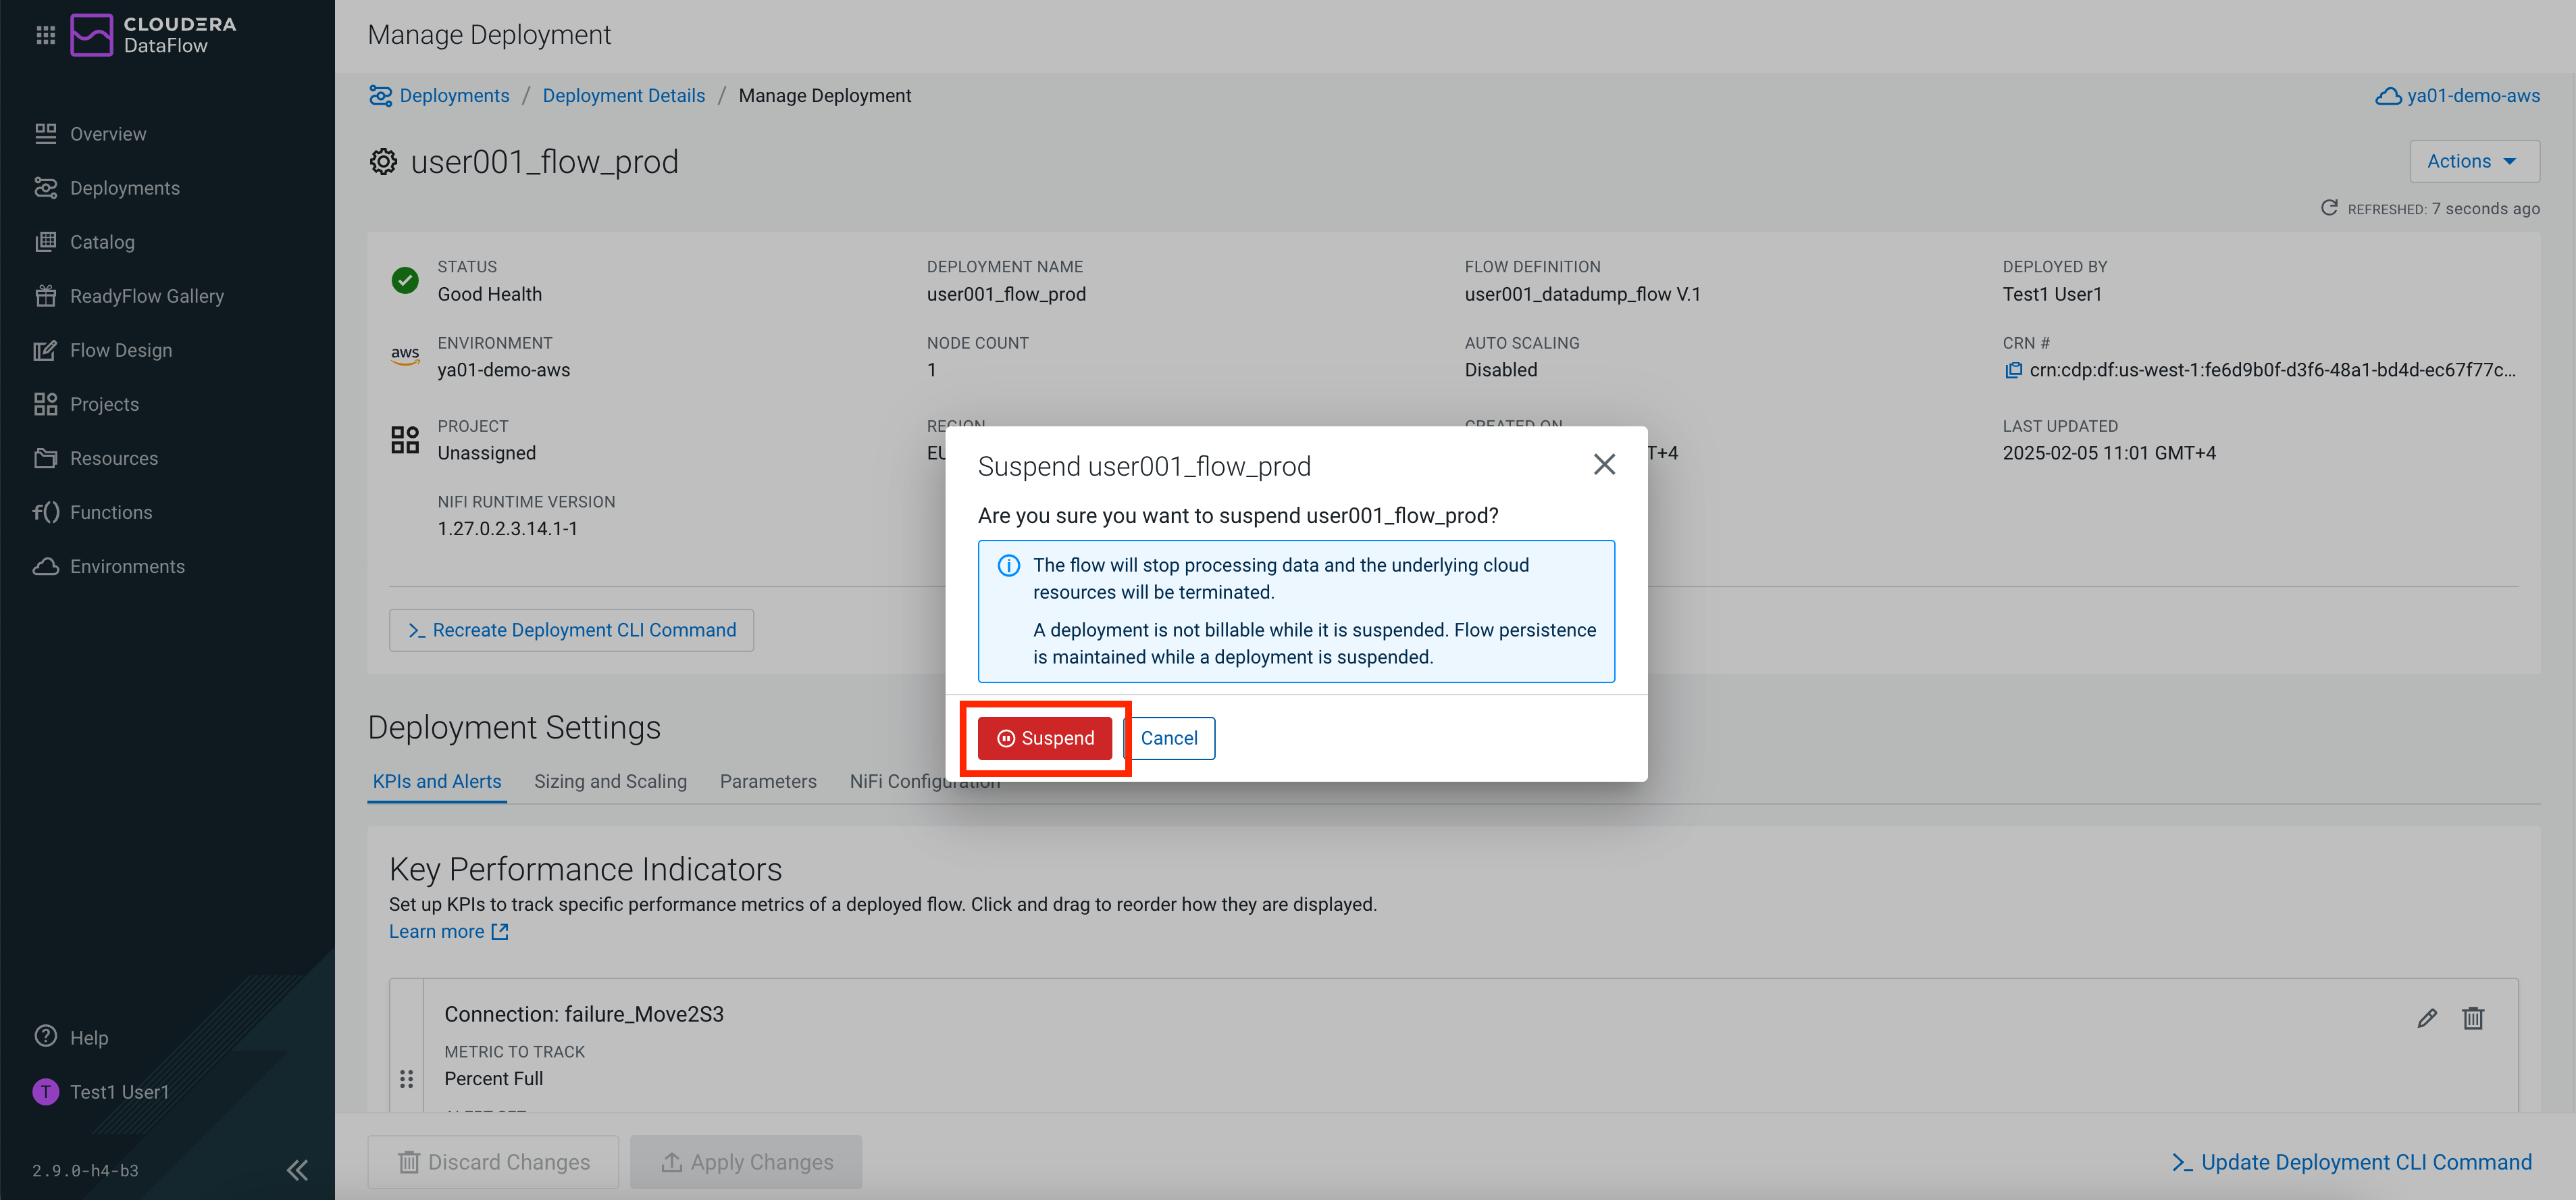 CLOUDERA
DataFlow
Overview
Deployments
Catalog
ReadyFlow Gallery
Flow Design
Projects
Resources
f() Functions
Environments
Help
T Test1 User1
2.9.0-h4-b3
Manage Deployment
Deployments / Deployment Details / Manage Deployment
ya01-demo-aws
user001_flow_prod
Actions
REFRESHED: 7 seconds ago
STATUS
Good Health
DEPLOYMENT NAME
user001_flow_prod
FLOW DEFINITION
user001_datadump_flow V.1
DEPLOYED BY
Test1 User1
aws
ENVIRONMENT
ya01-demo-aws
NODE COUNT
1
AUTO SCALING
Disabled
CRN #
crn:cdp:df:us-west-1:fe6d9b0f-d3f6-48a1-bd4d-ec67f77c...
PROJECT
Unassigned
REGION
EU
CREATED ON
T+4
LAST UPDATED
2025-02-05 11:01 GMT+4
NIFI RUNTIME VERSION
1.27.0.2.3.14.1-1
>_ Recreate Deployment CLI Command
Suspend user001_flow_prod
Are you sure you want to suspend user001_flow_prod?
The flow will stop processing data and the underlying cloud
resources will be terminated.
A deployment is not billable while it is suspended. Flow persistence
is maintained while a deployment is suspended.
Suspend
Cancel
Deployment Settings
KPIs and Alerts
Sizing and Scaling
Parameters
NiFi Configuration
Key Performance Indicators
Set up KPIs to track specific performance metrics of a deployed flow. Click and drag to reorder how they are displayed.
Learn more
Connection: failure_Move2S3
METRIC TO TRACK
Percent Full
Discard Changes
Apply Changes
>_ Update Deployment CLI Command